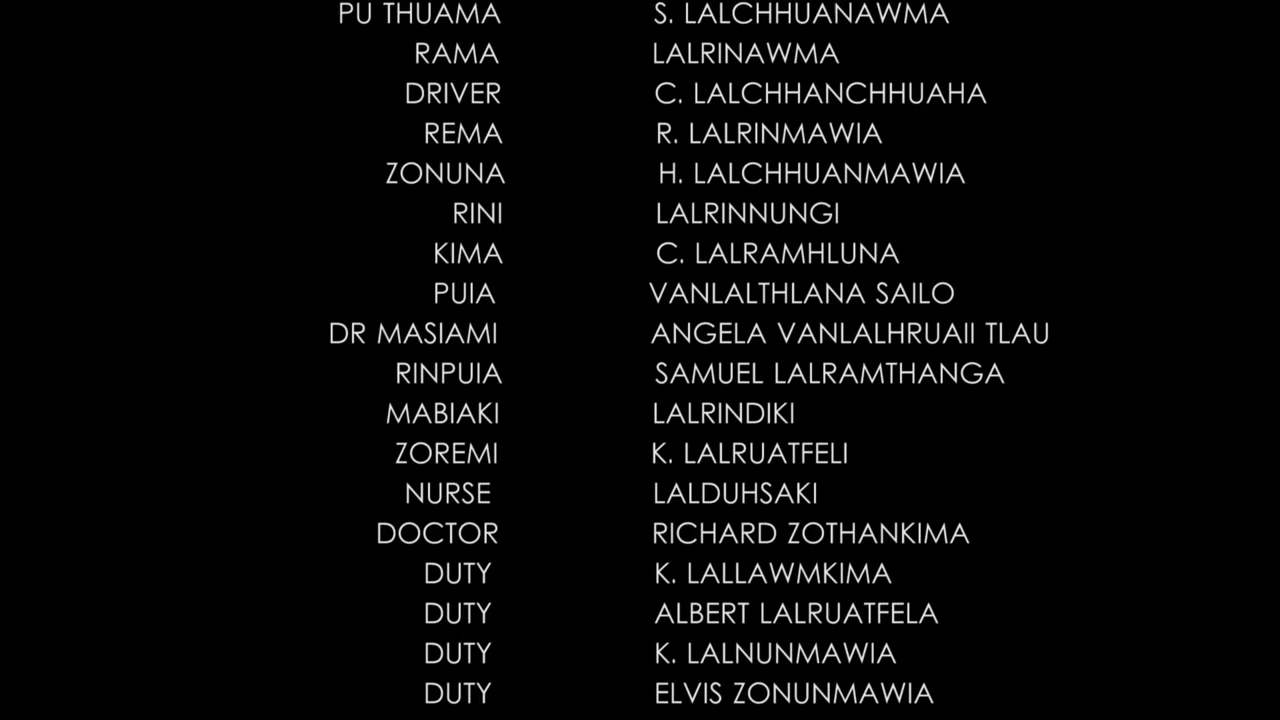 PU THUAMA S. LALCHHUANAWMA
RAMA LALRINAWMA
DRIVER C. LALCHHANCHHUAHA
REMA R. LALRINMAWIA
ZONUNA H. LALCHHUANMAWIA
RINI LALRINNUNGI
KIMA C. LALRAMHLUNA
PUIA VANLALTHLANA SAILO
DR MASIAMI ANGELA VANLALHRUAII TLAU
RINPUIA SAMUEL LALRAMTHANGA
MABIAKI LALRINDIKI
ZOREMI K. LALRUATFELI
NURSE LALDUHSAKI
DOCTOR RICHARD ZOTHANKIMA
DUTY K. LALLAWMKIMA
DUTY ALBERT LALRUATFELA
DUTY K. LALNUNMAWIA
DUTY ELVIS ZONUNMAWIA